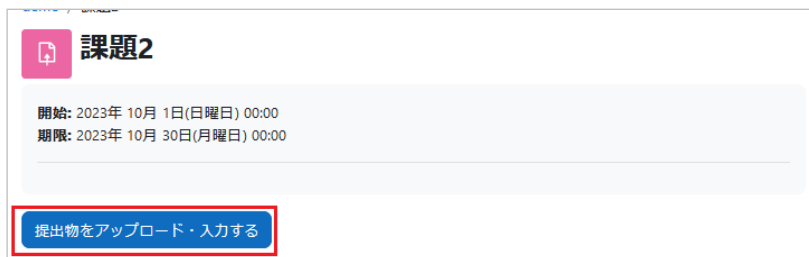 課題2
開始: 2023年 10月 1日(日曜日) 00:00
期限: 2023年 10月 30日(月曜日) 00:00
提出物をアップロード・入力する